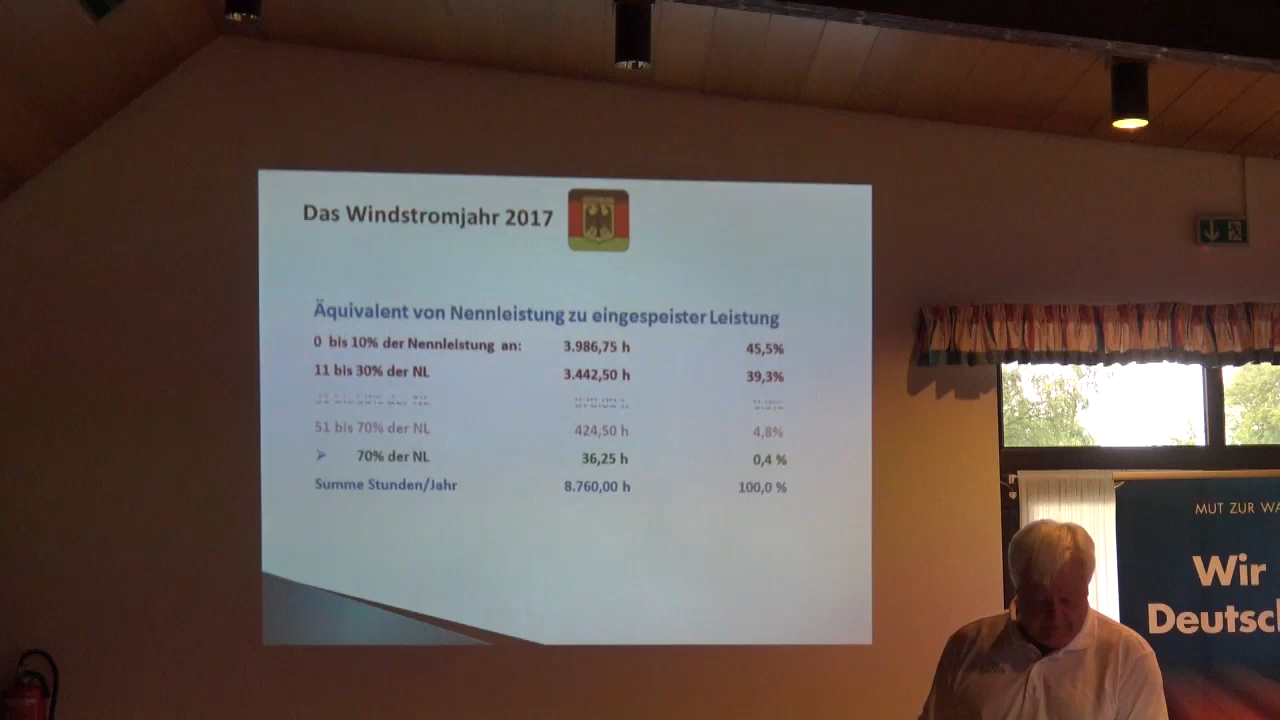 Das Windstromjahr 2017
Äquivalent von Nennleistung zu eingespeister Leistung
0 bis 10% der Nennleistung an: 3.986,75 h 45,5%
11 bis 30% der NL 3.442,50 h 39,3%
51 bis 70% der NL 424,50 h 4,8%
➢ 70% der NL 36,25 h 0,4 %
Summe Stunden/Jahr 8.760,00 h 100,0 %
MUT ZUR
Wir